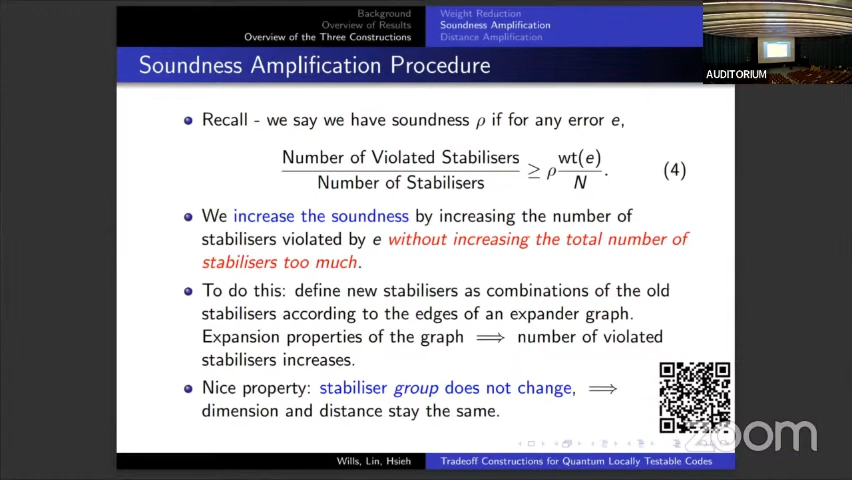 Background
Overview of Results
Overview of the Three Constructions
Weight Reduction
Soundness Amplification
Distance Amplification
AUDITORIUM
Soundness Amplification Procedure
Recall - we say we have soundness ρ if for any error e,
Number of Violated Stabilisers / Number of Stabilisers ≥ ρ wt(e) / N . (4)
We increase the soundness by increasing the number of
stabilisers violated by e without increasing the total number of
stabilisers too much.
To do this: define new stabilisers as combinations of the old
stabilisers according to the edges of an expander graph.
Expansion properties of the graph ⟹ number of violated
stabilisers increases.
Nice property: stabiliser group does not change, ⟹
dimension and distance stay the same.
zoom
Wills, Lin, Hsieh
Tradeoff Constructions for Quantum Locally Testable Codes